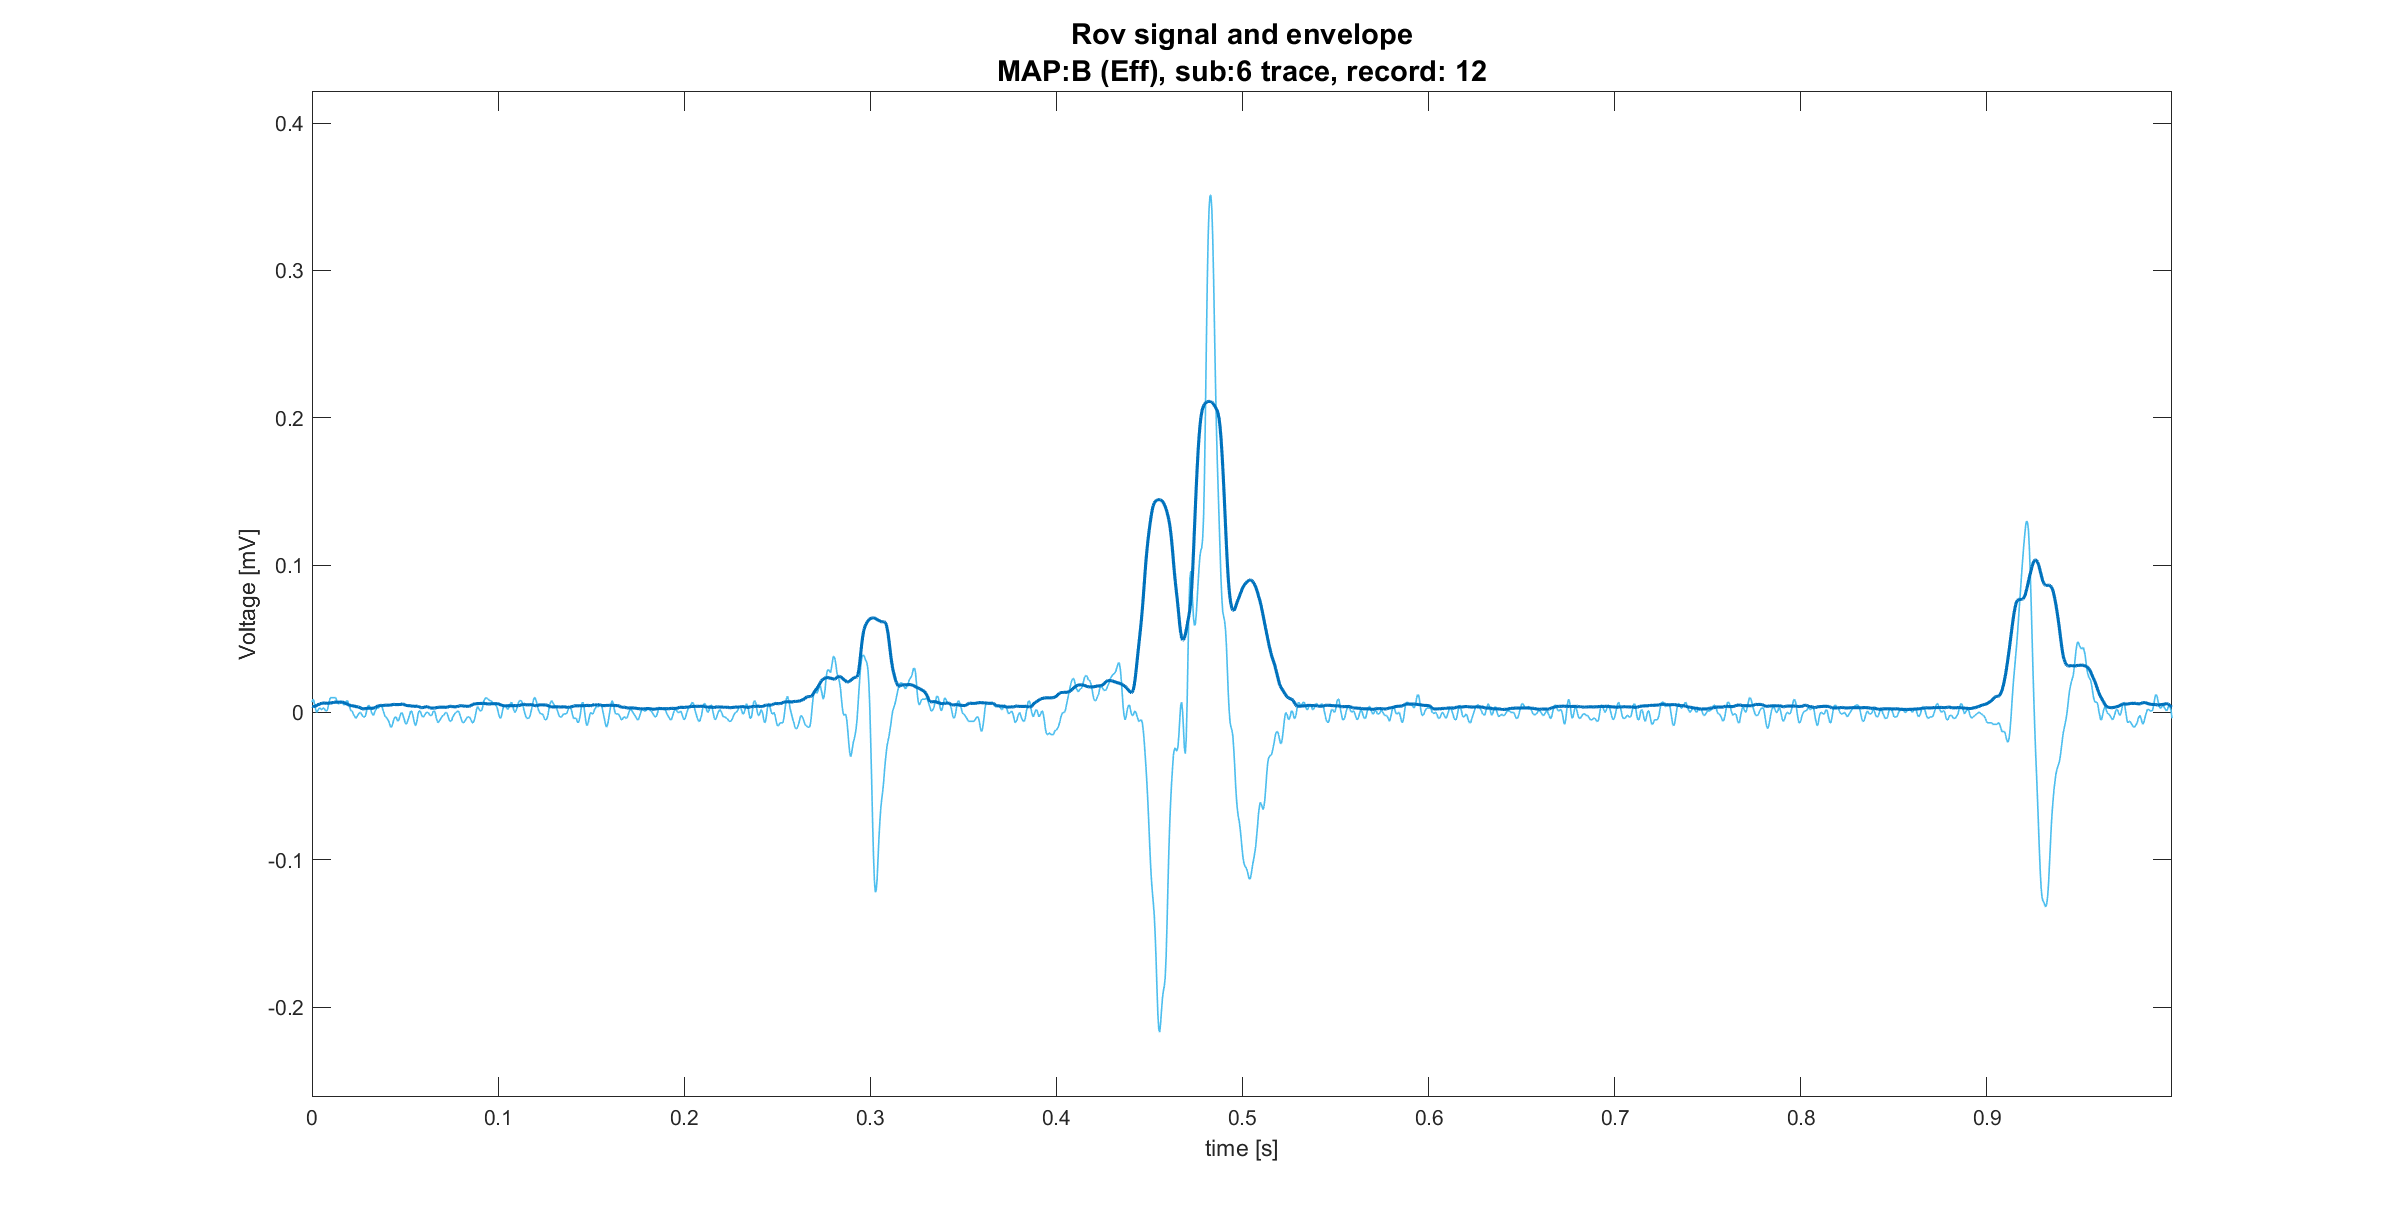 Rov signal and envelope
MAP:B (Eff), sub:6 trace, record: 12
0.4
0.3
0.2
0.1
0
-0.1
-0.2
Voltage [mV]
0 0.1 0.2 0.3 0.4 0.5 0.6 0.7 0.8 0.9
time [s]